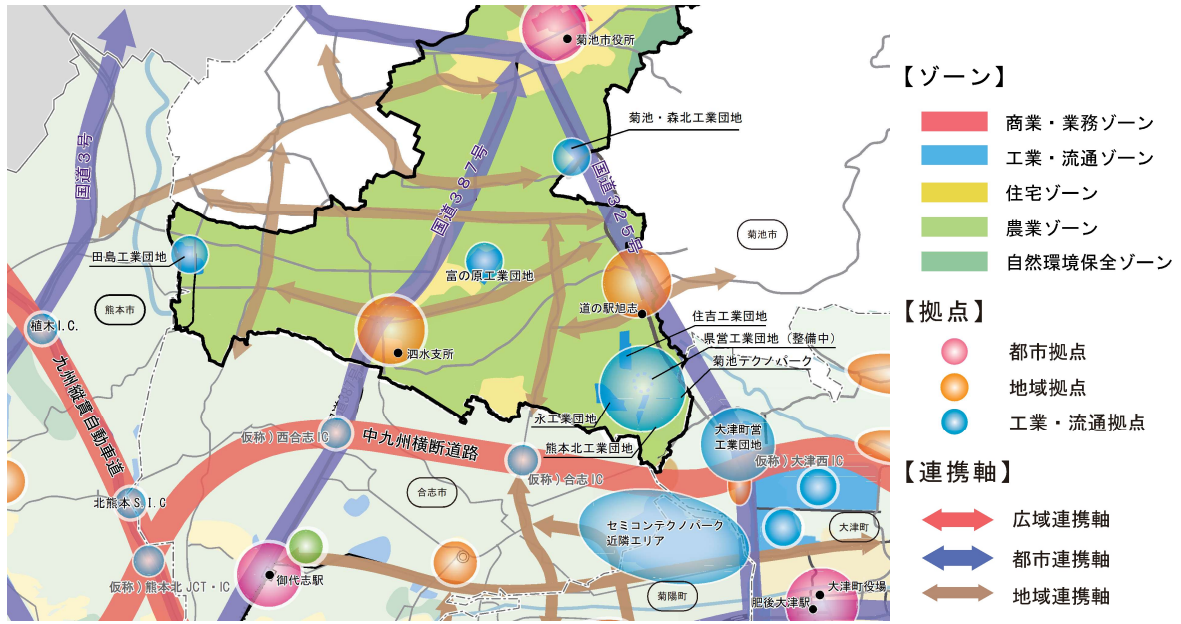 菊池市役所
菊池・森北工業団地
国道3号
国道387号
国道325号
菊池市
田島工業団地
富の原工業団地
熊本市
道の駅旭志
植木I.C.
泗水支所
住吉工業団地
県営工業団地（整備中）
菊池テクノパーク
九州縦貫自動車道
永工業団地
大津町営
工業団地
仮称）西合志IC
中九州横断道路
熊本北工業団地
仮称）大津西IC
仮称）合志IC
北熊本S.I.C
合志市
セミコンテクノパーク
近隣エリア
大津町
仮称）熊本北JCT・IC
御代志駅
菊陽町
大津町役場
肥後大津駅
【ゾーン】
商業・業務ゾーン
工業・流通ゾーン
住宅ゾーン
農業ゾーン
自然環境保全ゾーン
【拠点】
都市拠点
地域拠点
工業・流通拠点
【連携軸】
広域連携軸
都市連携軸
地域連携軸